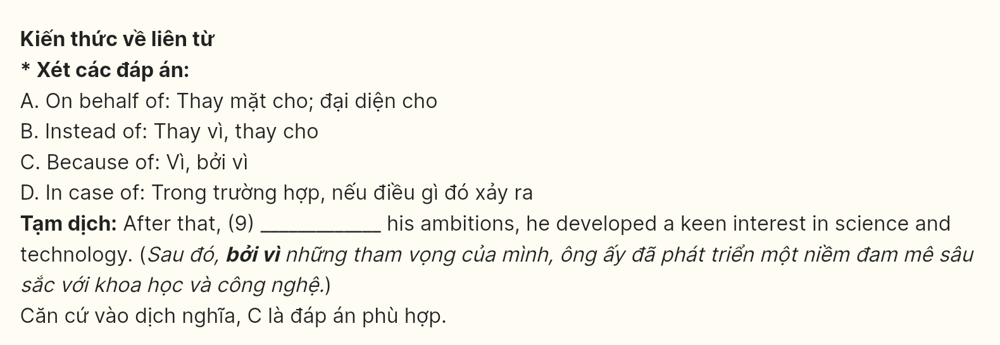 Kiến thức về liên từ
* Xét các đáp án:
A. On behalf of: Thay mặt cho; đại diện cho
B. Instead of: Thay vì, thay cho
C. Because of: Vì, bởi vì
D. In case of: Trong trường hợp, nếu điều gì đó xảy ra
Tạm dịch: After that, (9) _____________ his ambitions, he developed a keen interest in science and
technology. (Sau đó, bởi vì những tham vọng của mình, ông ấy đã phát triển một niềm đam mê sâu
sắc với khoa học và công nghệ.)
Căn cứ vào dịch nghĩa, C là đáp án phù hợp.